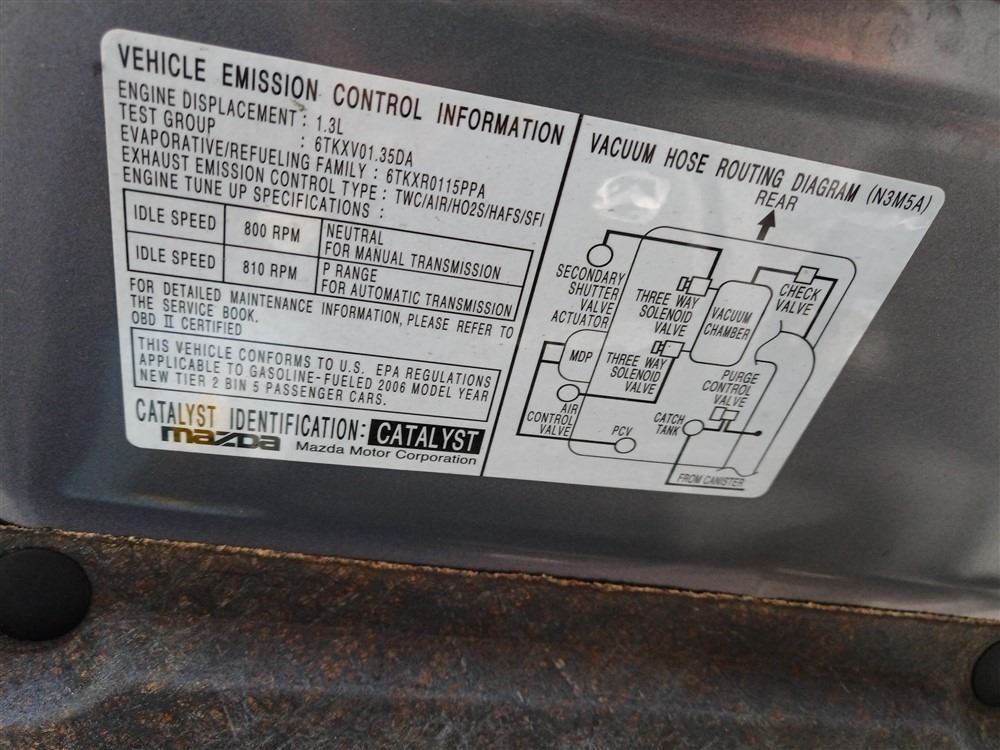 VEHICLE EMISSION CONTROL INFORMATION
ENGINE DISPLACEMENT : 1.3L
TEST GROUP : 6TKXV01.35DA
EVAPORATIVE/REFUELING FAMILY : 6TKXR0115PPA
EXHAUST EMISSION CONTROL TYPE : TWC/AIR/HO2S/HAFS/SFI
ENGINE TUNE UP SPECIFICATIONS :
IDLE SPEED 800 RPM NEUTRAL
FOR MANUAL TRANSMISSION
IDLE SPEED 810 RPM P RANGE
FOR AUTOMATIC TRANSMISSION
FOR DETAILED MAINTENANCE INFORMATION, PLEASE REFER TO
THE SERVICE BOOK.
OBD II CERTIFIED
THIS VEHICLE CONFORMS TO U.S. EPA REGULATIONS
APPLICABLE TO GASOLINE-FUELED 2006 MODEL YEAR
NEW TIER 2 BIN 5 PASSENGER CARS.
CATALYST IDENTIFICATION: CATALYST
mazda Mazda Motor Corporation
VACUUM HOSE ROUTING DIAGRAM (N3M5A)
REAR
SECONDARY
SHUTTER
VALVE
ACTUATOR
THREE WAY
SOLENOID
VALVE
VACUUM
CHAMBER
CHECK
VALVE
MDP
THREE WAY
SOLENOID
VALVE
PURGE
CONTROL
VALVE
AIR
CONTROL
VALVE
PCV
CATCH
TANK
FROM CANISTER